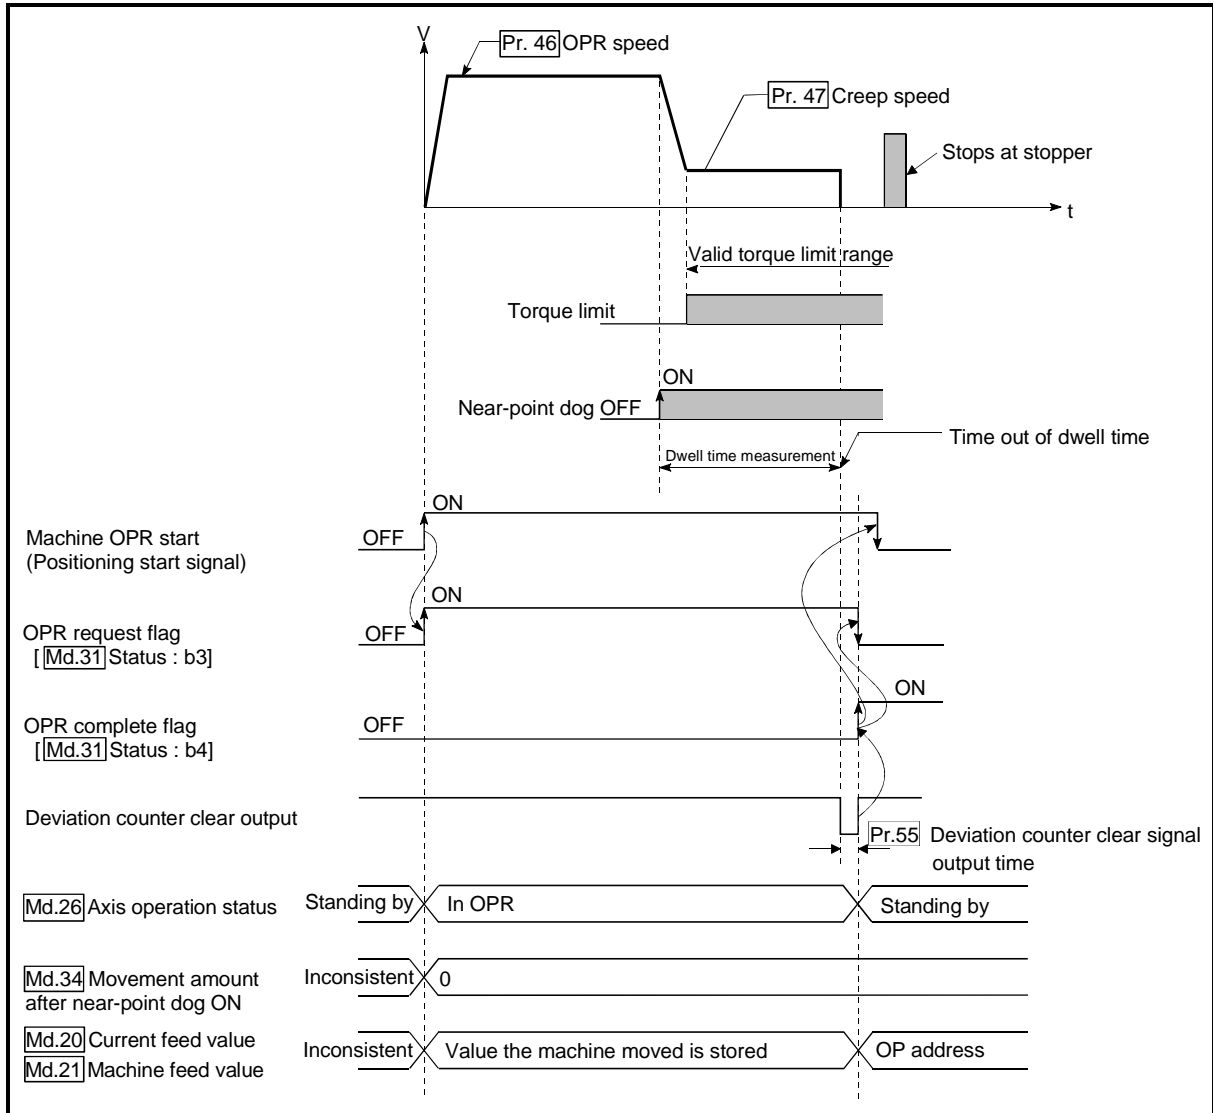 V
Pr. 46 OPR speed
Pr. 47 Creep speed
Stops at stopper
t
Valid torque limit range
Torque limit
ON
Near-point dog OFF
Time out of dwell time
Dwell time measurement
ON
Machine OPR start
(Positioning start signal)
OFF
ON
OPR request flag
[ Md.31 Status : b3]
OFF
ON
OPR complete flag
[ Md.31 Status : b4]
OFF
Deviation counter clear output
Pr.55 Deviation counter clear signal
output time
Md.26 Axis operation status
Standing by
In OPR
Standing by
Md.34 Movement amount
after near-point dog ON
Inconsistent
0
Md.20 Current feed value
Md.21 Machine feed value
Inconsistent
Value the machine moved is stored
OP address